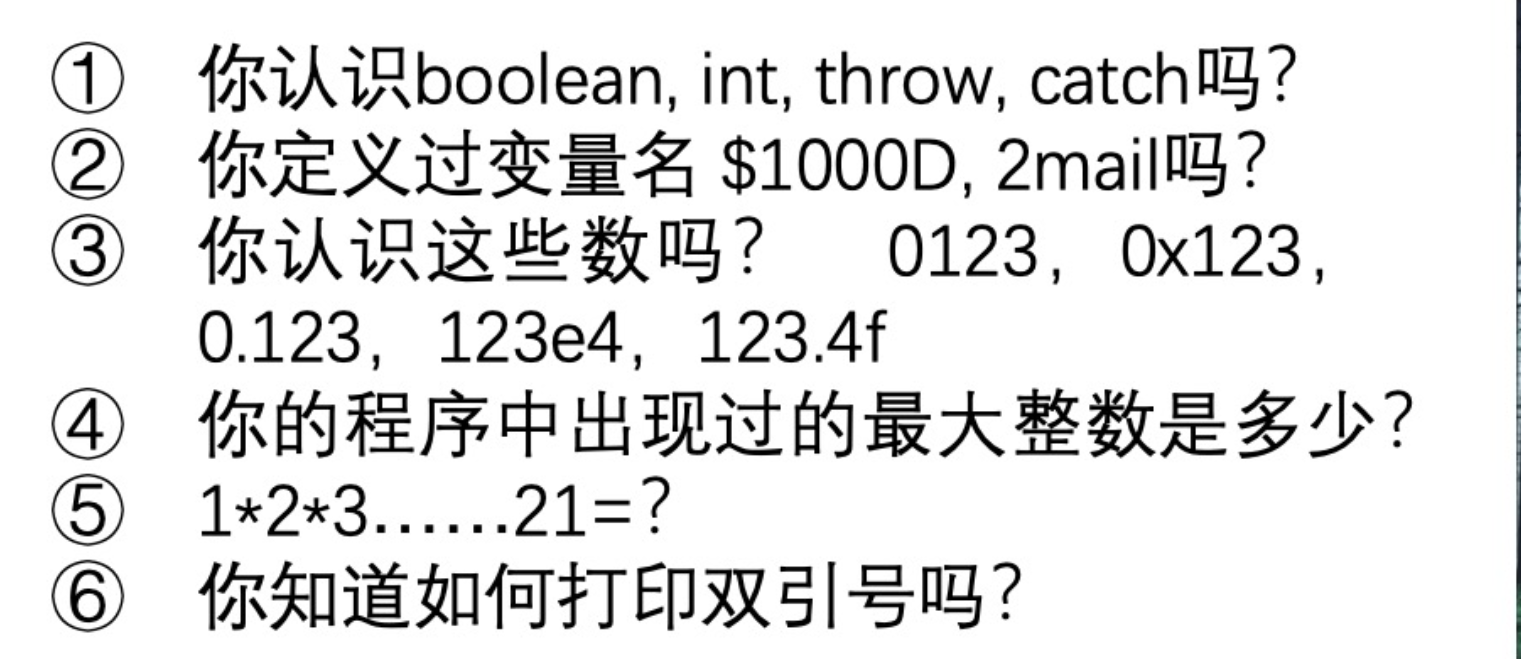 ① 你认识boolean, int, throw, catch吗？
② 你定义过变量名 $1000D, 2mail吗？
③ 你认识这些数吗？ 0123， 0x123，
0.123， 123e4， 123.4f
④ 你的程序中出现过的最大整数是多少？
⑤ 1*2*3……21=？
⑥ 你知道如何打印双引号吗？